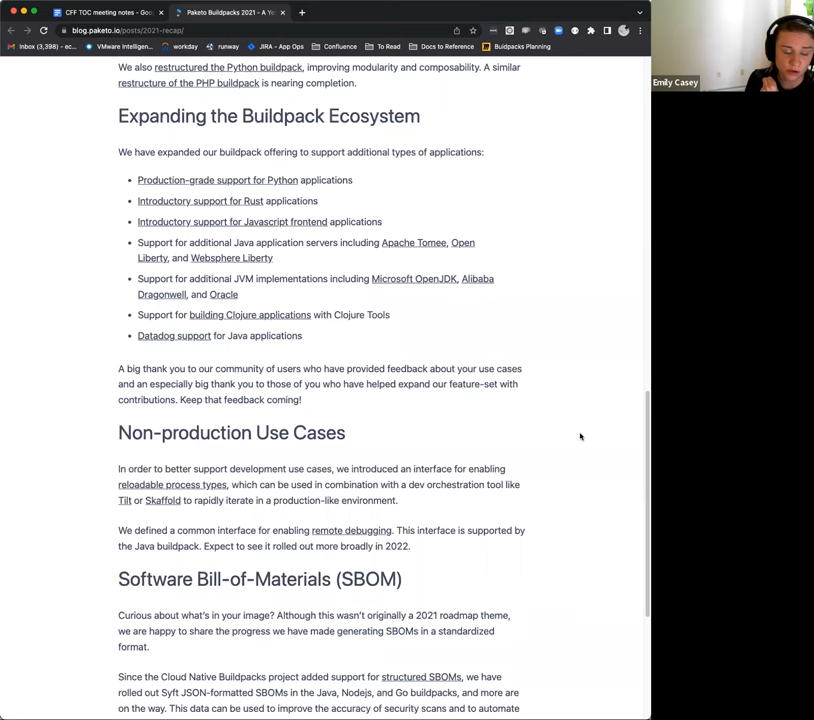 CFF TOC meeting notes - Goo
Paketo Buildpacks 2021 - A Ye
blog.paketo.io/posts/2021-recap/
Inbox (3,398) - ec...
VMware Intelligen...
workday
runway
JIRA - App Ops
Confluence
To Read
Docs to Reference
Buidpacks Planning
We also restructured the Python buildpack, improving modularity and composability. A similar
restructure of the PHP buildpack is nearing completion.
Expanding the Buildpack Ecosystem
We have expanded our buildpack offering to support additional types of applications:
• Production-grade support for Python applications
• Introductory support for Rust applications
• Introductory support for Javascript frontend applications
• Support for additional Java application servers including Apache Tomee, Open
Liberty, and Websphere Liberty
• Support for additional JVM implementations including Microsoft OpenJDK, Alibaba
Dragonwell, and Oracle
• Support for building Clojure applications with Clojure Tools
• Datadog support for Java applications
A big thank you to our community of users who have provided feedback about your use cases
and an especially big thank you to those of you who have helped expand our feature-set with
contributions. Keep that feedback coming!
Non-production Use Cases
In order to better support development use cases, we introduced an interface for enabling
reloadable process types, which can be used in combination with a dev orchestration tool like
Tilt or Skaffold to rapidly iterate in a production-like environment.
We defined a common interface for enabling remote debugging. This interface is supported by
the Java buildpack. Expect to see it rolled out more broadly in 2022.
Software Bill-of-Materials (SBOM)
Curious about what's in your image? Although this wasn't originally a 2021 roadmap theme,
we are happy to share the progress we have made generating SBOMs in a standardized
format.
Since the Cloud Native Buildpacks project added support for structured SBOMs, we have
rolled out Syft JSON-formatted SBOMs in the Java, Nodejs, and Go buildpacks, and more are
on the way. This data can be used to improve the accuracy of security scans and to automate
Emily Casey